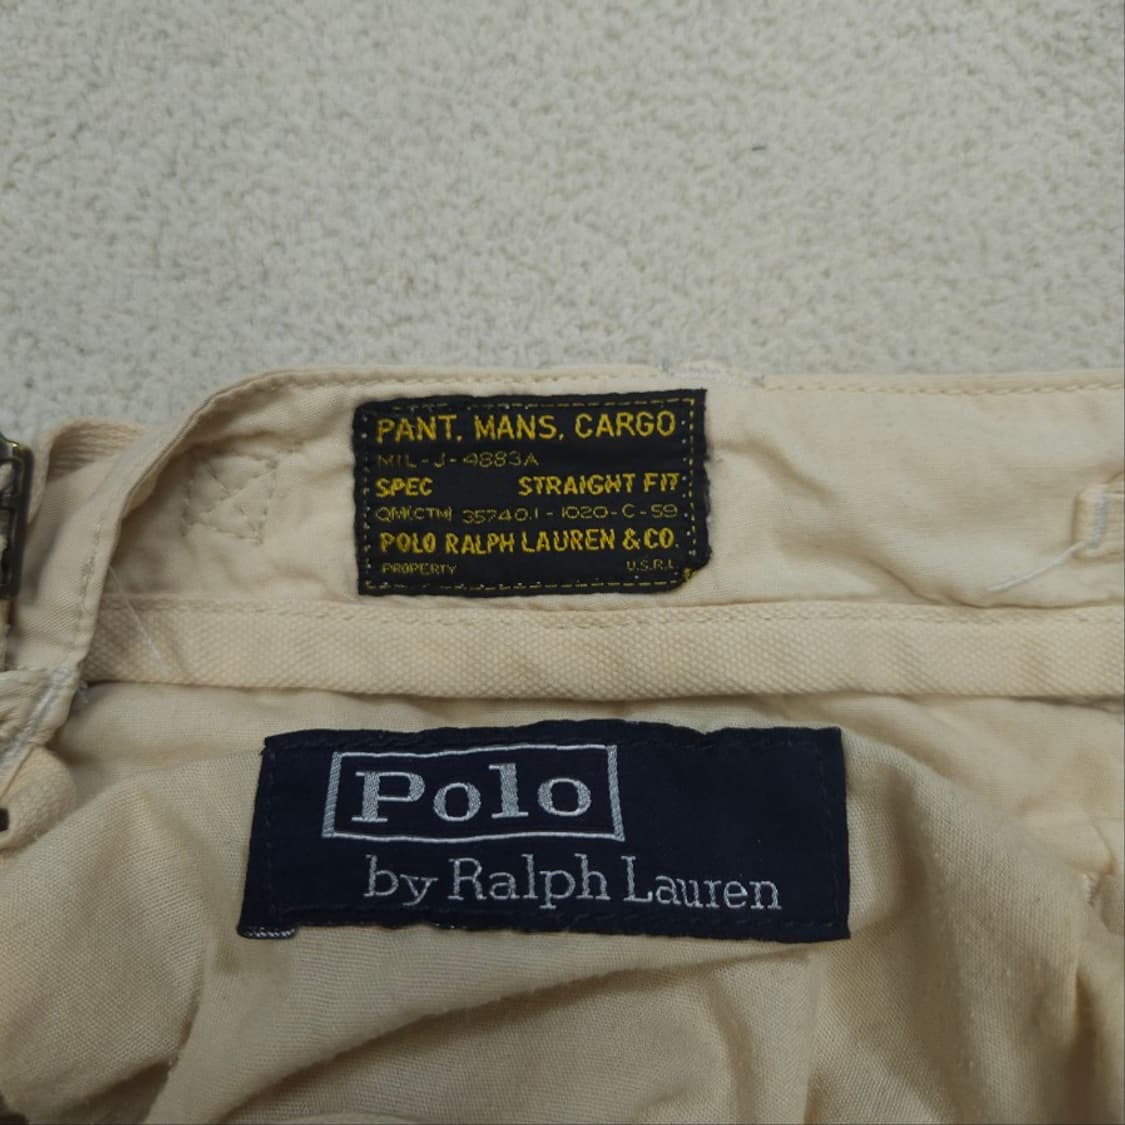 PANT. MANS. CARGO
MIL-J-4883A
SPEC STRAIGHT FIT
QM(CTM) 35740.1-1020-C-59
POLO RALPH LAUREN & CO.
PROPERTY U.S.R.L
Polo
by Ralph Lauren